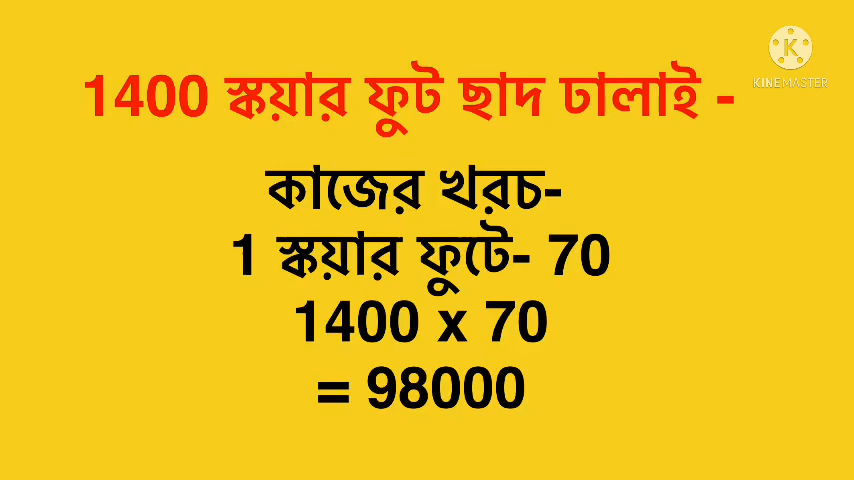 KINEMASTER
1400 স্কয়ার ফুট ছাদ ঢালাই -
কাজের খরচ-
1 স্কয়ার ফুটে- 70
1400 x 70
= 98000